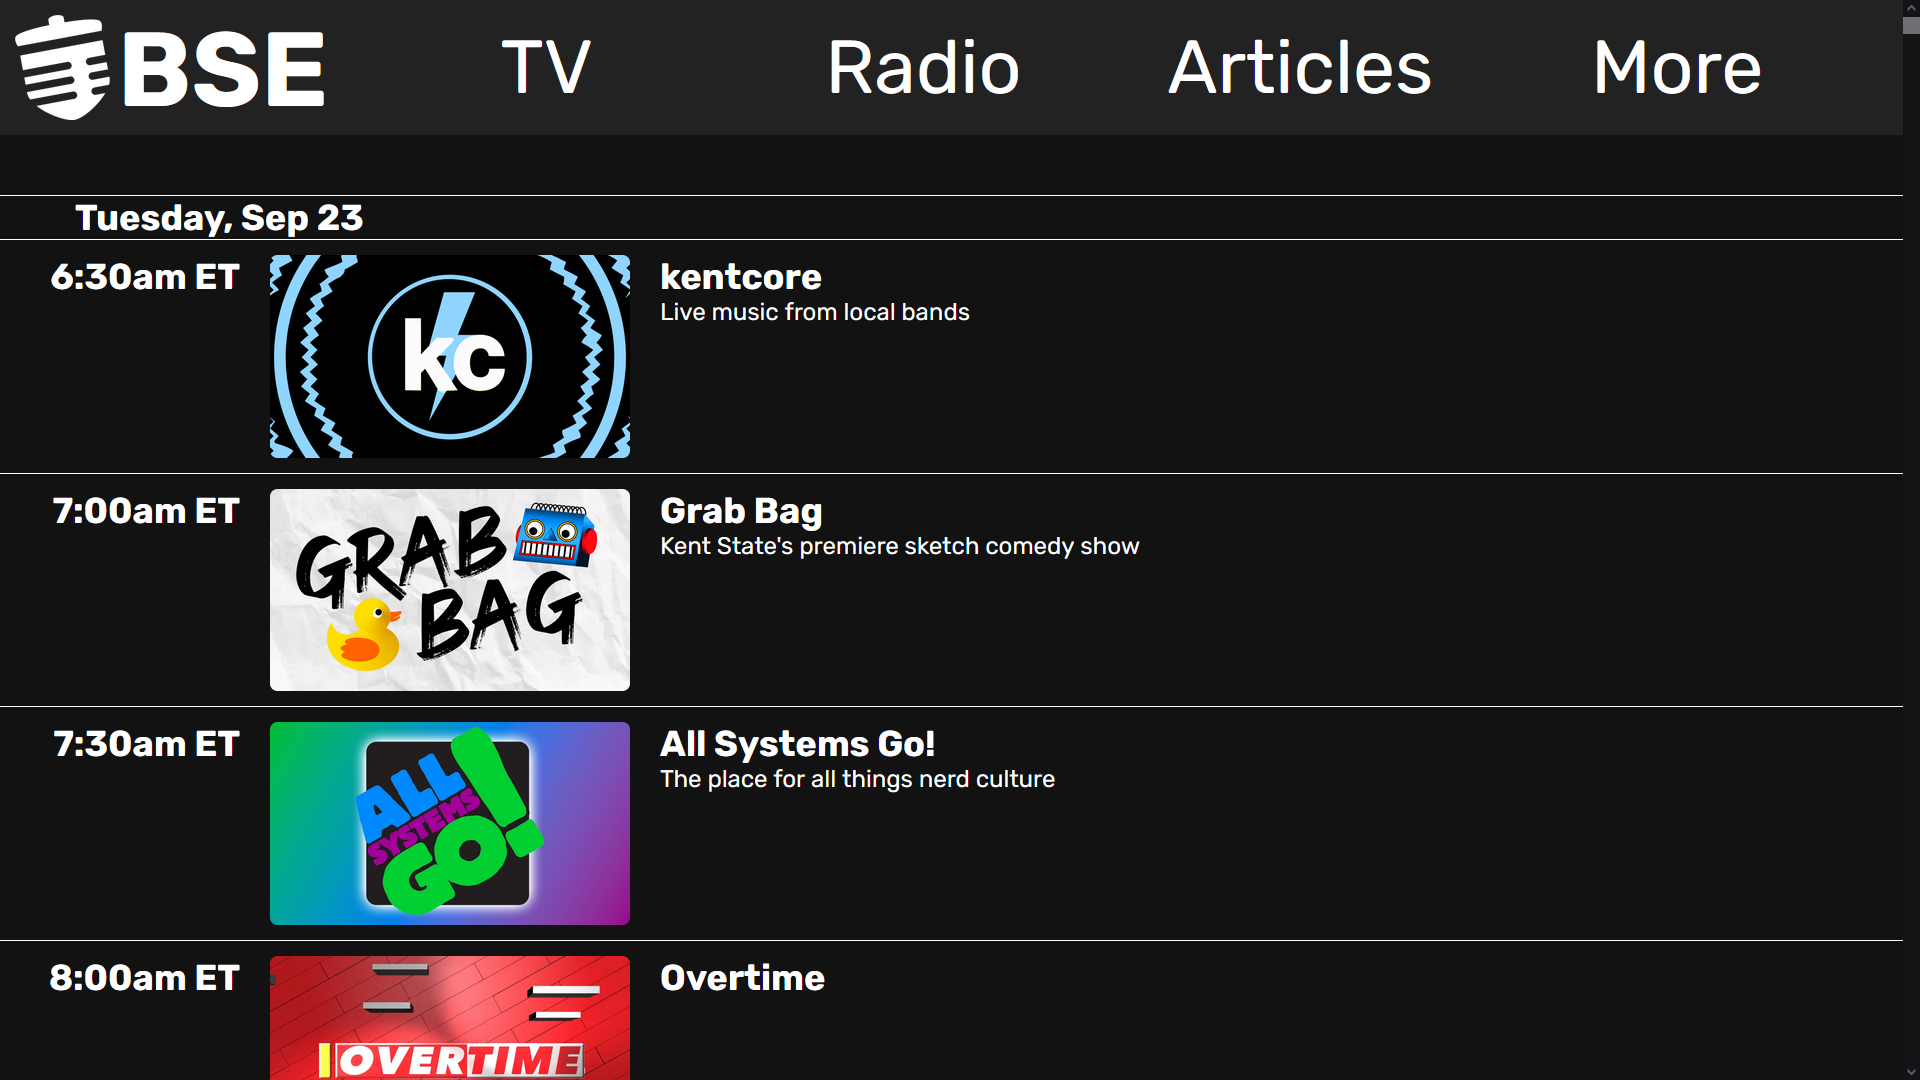 BSE
TV
Radio
Articles
More
Tuesday, Sep 23
6:30am ET
kc
kentcore
Live music from local bands
7:00am ET
GRAB
BAG
Grab Bag
Kent State's premiere sketch comedy show
7:30am ET
ALL
SYSTEMS
GO!
All Systems Go!
The place for all things nerd culture
8:00am ET
OVERTIME
Overtime